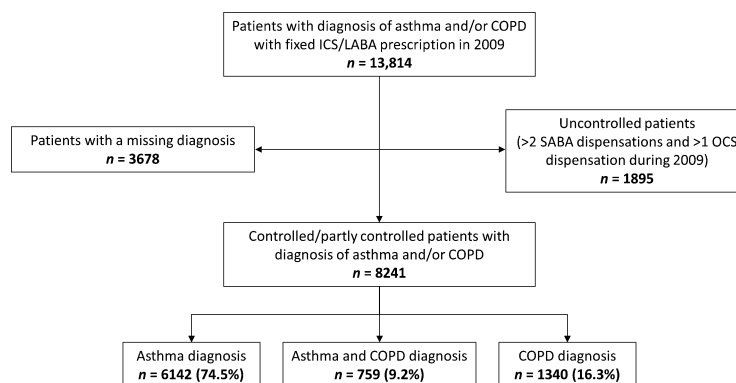 Patients with diagnosis of asthma and/or COPD
with fixed ICS/LABA prescription in 2009
n = 13,814
Patients with a missing diagnosis
n = 3678
Uncontrolled patients
(>2 SABA dispensations and >1 OCS
dispensation during 2009)
n = 1895
Controlled/partly controlled patients with
diagnosis of asthma and/or COPD
n = 8241
Asthma diagnosis
n = 6142 (74.5%)
Asthma and COPD diagnosis
n = 759 (9.2%)
COPD diagnosis
n = 1340 (16.3%)